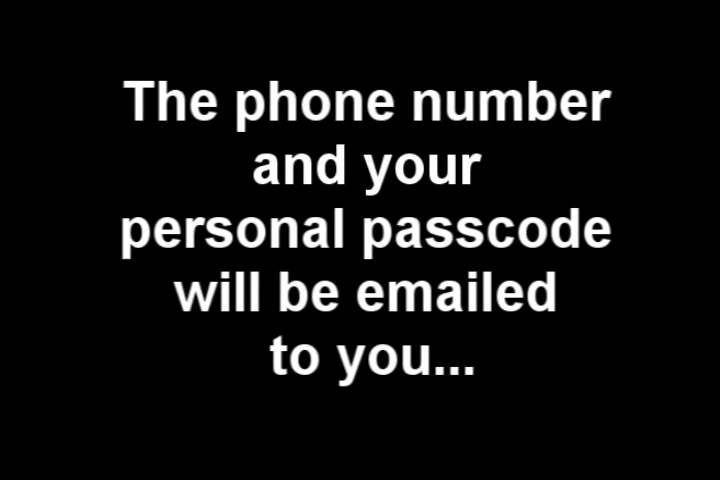 The phone number
and your
personal passcode
will be emailed
to you...